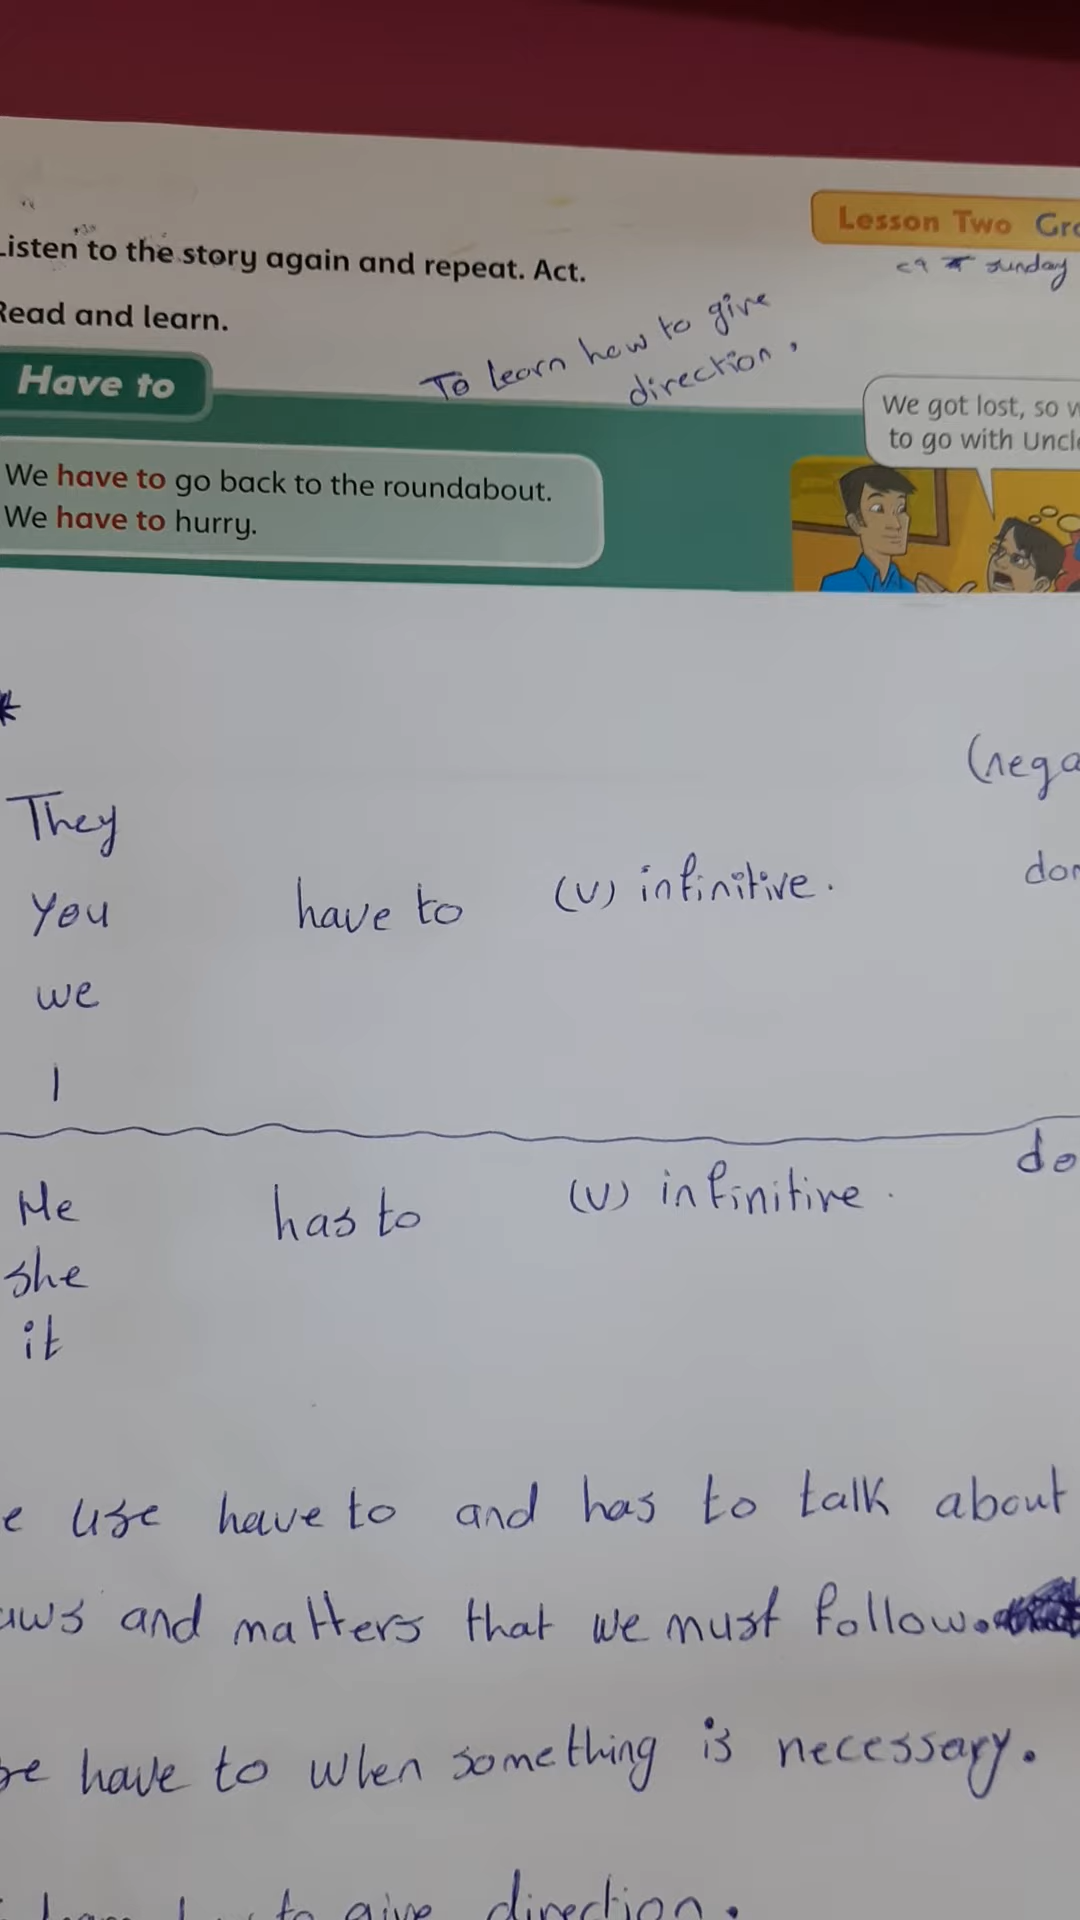 Lesson Two
sunday
Listen to the story again and repeat. Act.
Read and learn.
To learn how to give
direction.
Have to
We got lost, so
to go with
We have to go back to the roundabout.
We have to hurry.
*
They
You
we
I
have to
(V) infinitive.
He
she
it
has to
(V) infinitive.
use have to and has to talk about
and matters that we must follow.
have to when something is necessary.
to give direction.